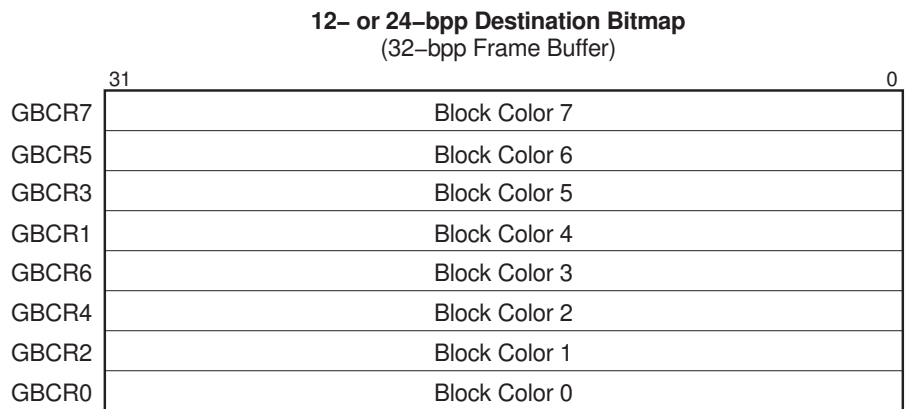 12– or 24–bpp Destination Bitmap
(32–bpp Frame Buffer)
31 0
GBCR7 Block Color 7
GBCR5 Block Color 6
GBCR3 Block Color 5
GBCR1 Block Color 4
GBCR6 Block Color 3
GBCR4 Block Color 2
GBCR2 Block Color 1
GBCR0 Block Color 0